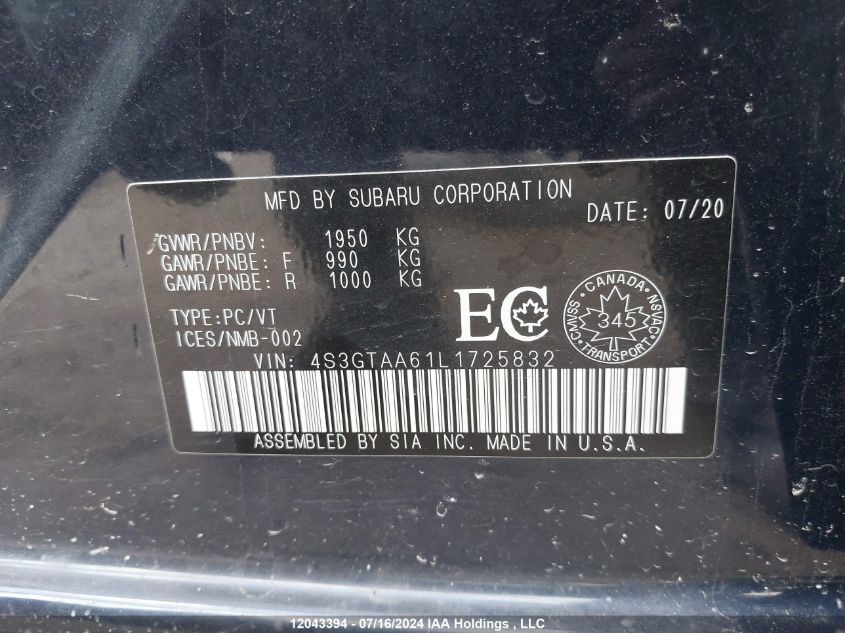 MFD BY SUBARU CORPORATION
DATE: 07/20
GVWR/PNBV: 1950 KG
GAWR/PNBE: F 990 KG
GAWR/PNBE: R 1000 KG
TYPE:PC/VT
ICES/NMB-002
EC
CANADA
CMVSS 345 NSVAC
TRANSPORT
VIN: 4S3GTAA61L1725832
ASSEMBLED BY SIA INC. MADE IN U.S.A.
12043394 - 07/16/2024 IAA Holdings , LLC